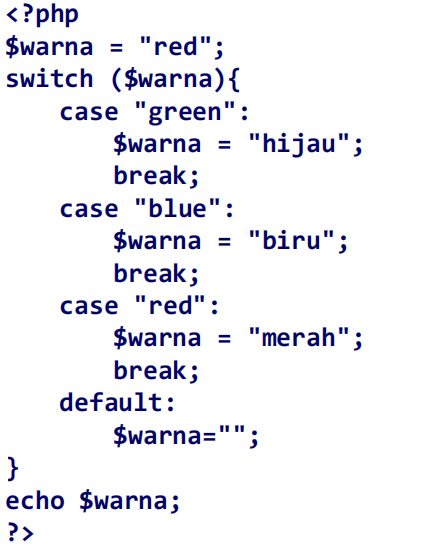 <?php
$warna = "red";
switch ($warna){
    case "green":
        $warna = "hijau";
        break;
    case "blue":
        $warna = "biru";
        break;
    case "red":
        $warna = "merah";
        break;
    default:
        $warna="";
}
echo $warna;
?>